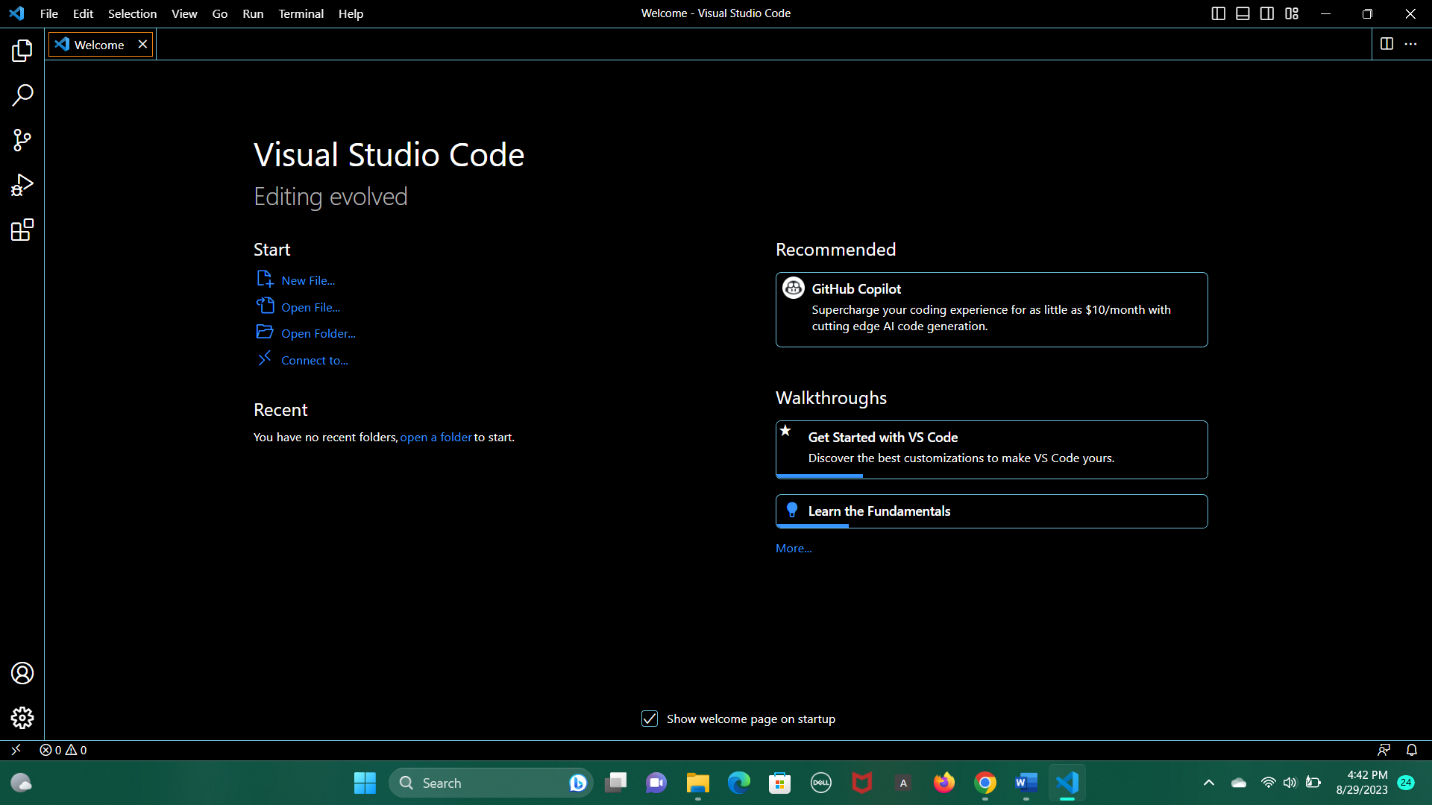 File Edit Selection View Go Run Terminal Help
Welcome - Visual Studio Code
Welcome
Visual Studio Code
Editing evolved
Start
New File...
Open File...
Open Folder...
Connect to...
Recent
You have no recent folders, open a folder to start.
Recommended
GitHub Copilot
Supercharge your coding experience for as little as $10/month with
cutting edge AI code generation.
Walkthroughs
Get Started with VS Code
Discover the best customizations to make VS Code yours.
Learn the Fundamentals
More...
Show welcome page on startup
0 0
Search
DELL
A
W
4:42 PM
8/29/2023
24